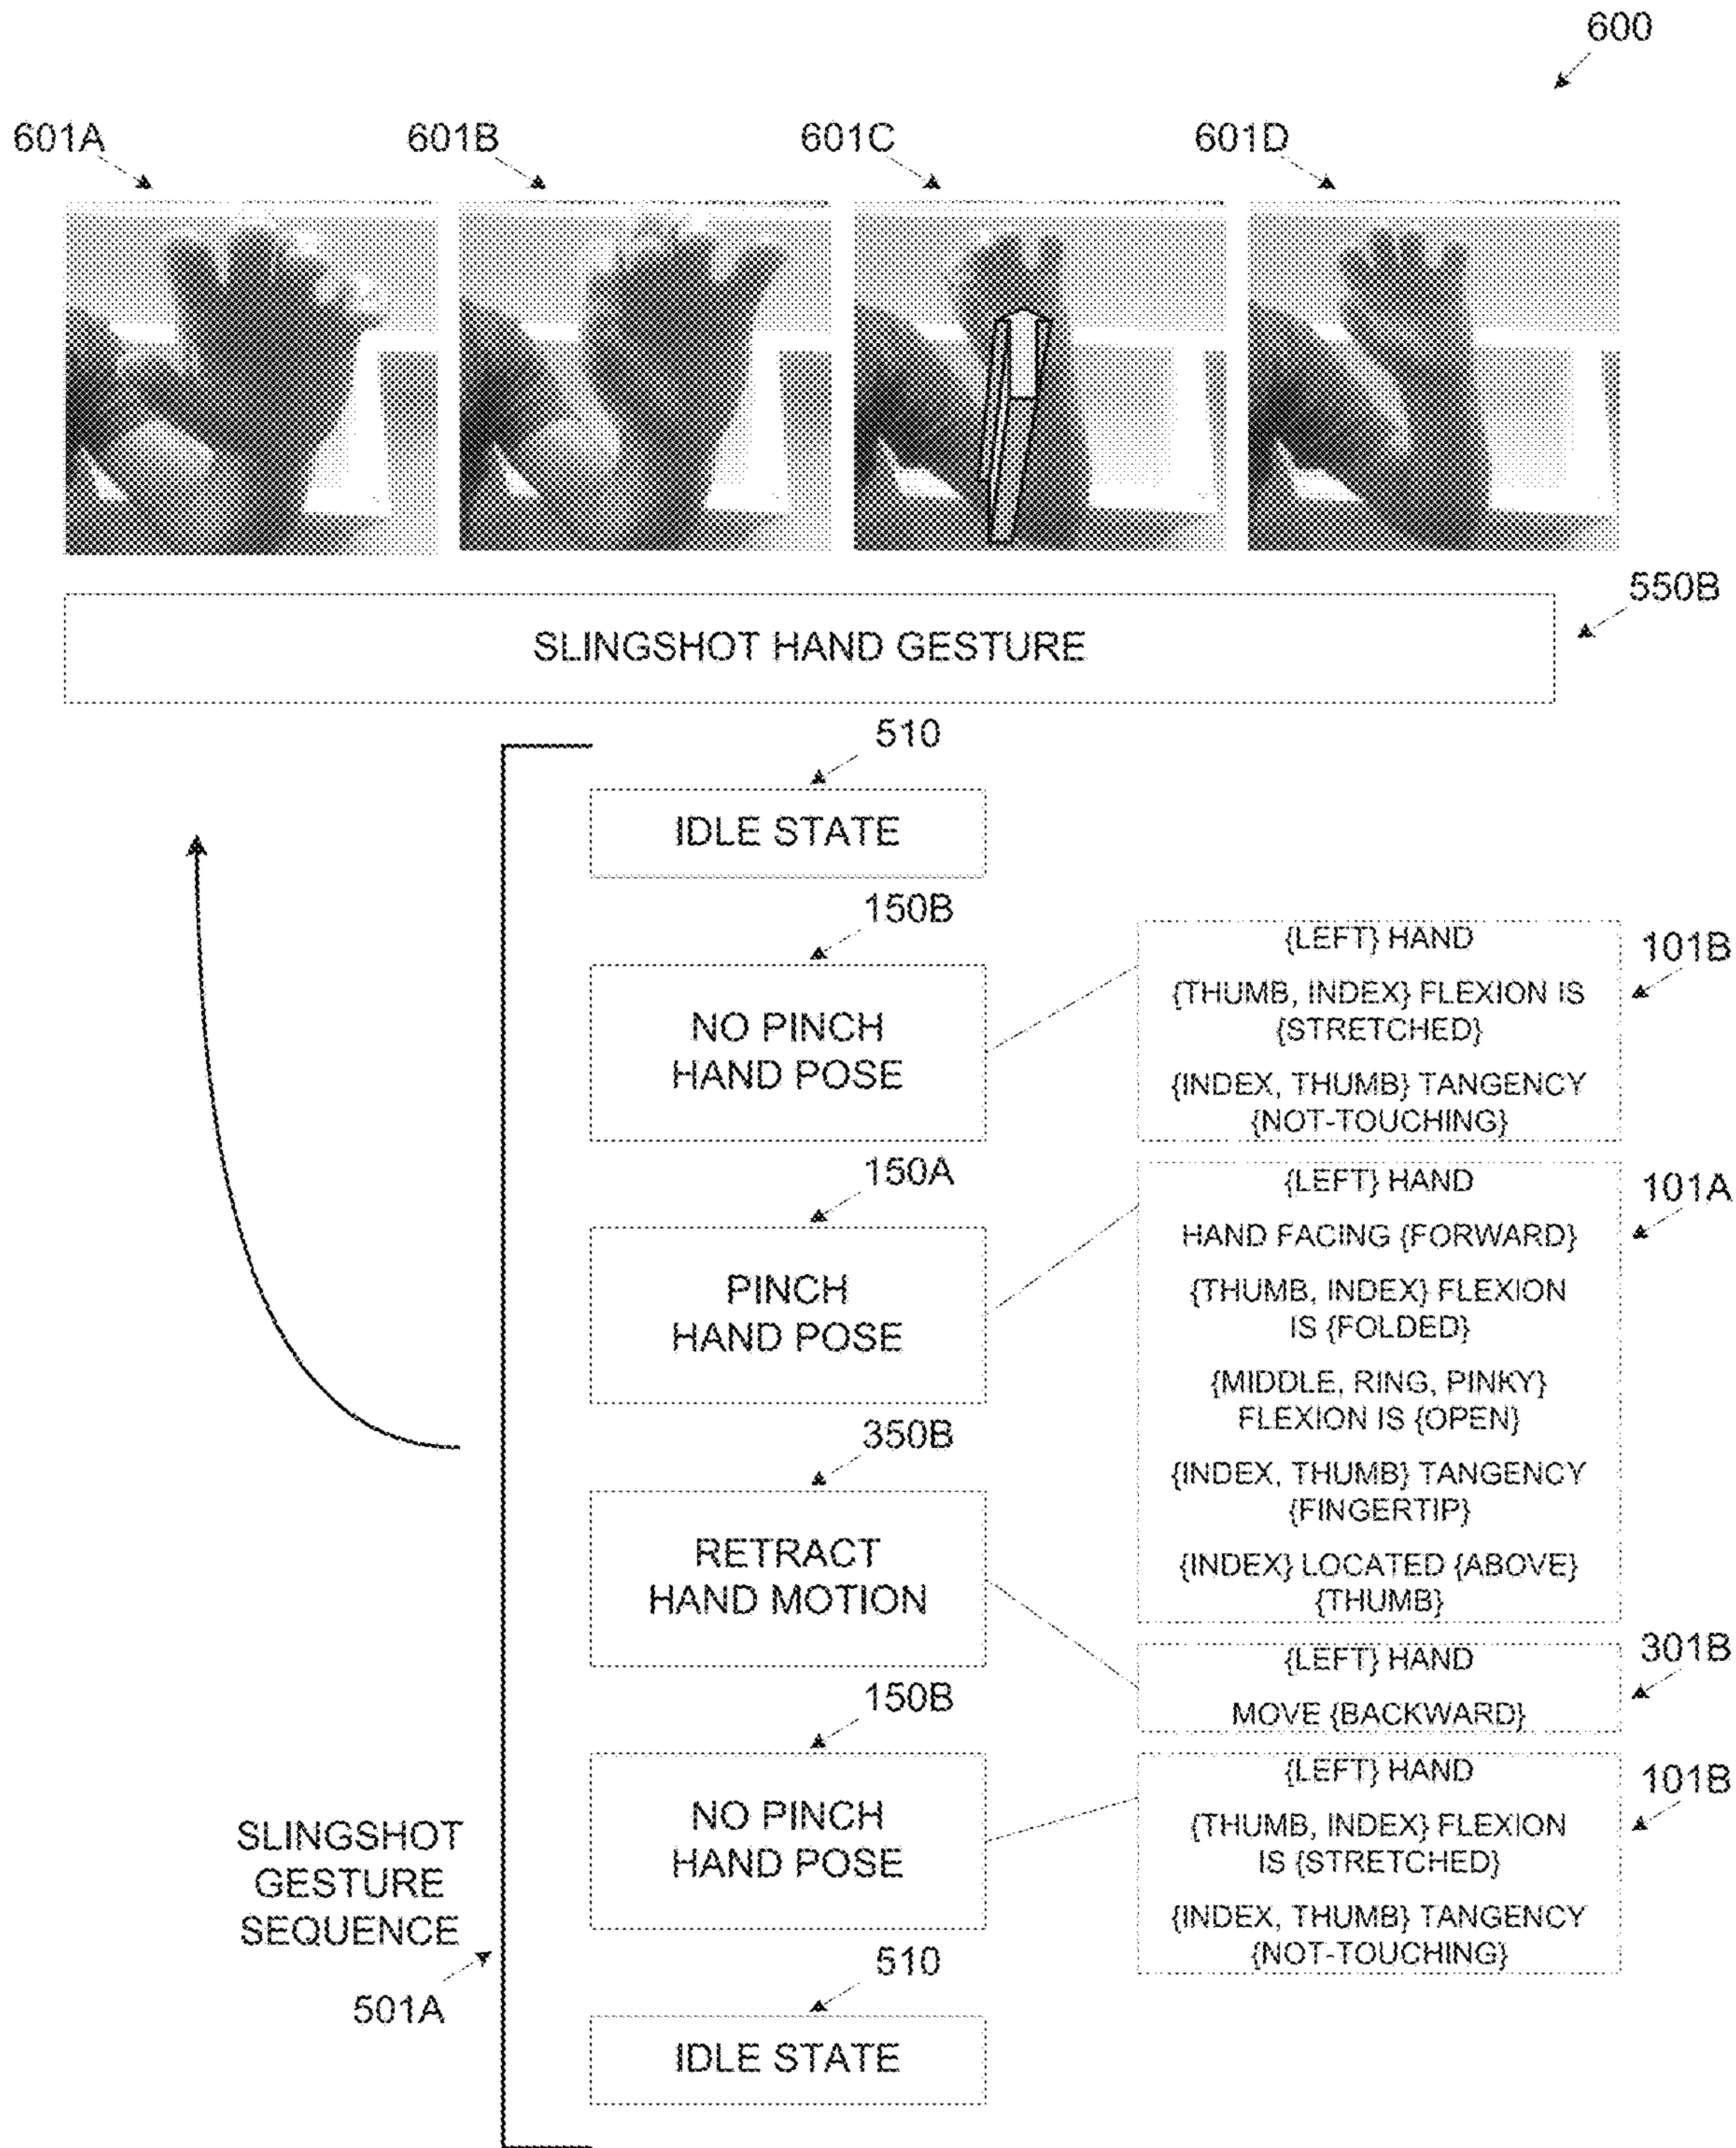 600
601A
601B
601C
601D
550B
SLINGSHOT HAND GESTURE
510
IDLE STATE
150B
NO PINCH
HAND POSE
{LEFT} HAND
{THUMB, INDEX} FLEXION IS
{STRETCHED}
{INDEX, THUMB} TANGENCY
{NOT-TOUCHING}
101B
150A
PINCH
HAND POSE
{LEFT} HAND
HAND FACING {FORWARD}
{THUMB, INDEX} FLEXION
IS {FOLDED}
{MIDDLE, RING, PINKY}
FLEXION IS {OPEN}
{INDEX, THUMB} TANGENCY
{FINGERTIP}
{INDEX} LOCATED {ABOVE}
{THUMB}
101A
350B
RETRACT
HAND MOTION
{LEFT} HAND
MOVE {BACKWARD}
301B
150B
NO PINCH
HAND POSE
{LEFT} HAND
{THUMB, INDEX} FLEXION
IS {STRETCHED}
{INDEX, THUMB} TANGENCY
{NOT-TOUCHING}
101B
SLINGSHOT
GESTURE
SEQUENCE
501A
510
IDLE STATE